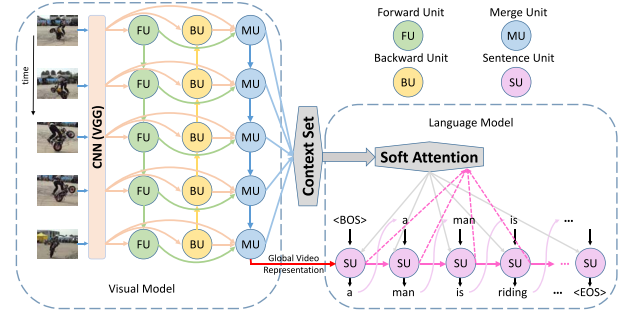 Forward Unit
FU
Merge Unit
MU
Backward Unit
BU
Sentence Unit
SU
time
CNN (VGG)
FU BU MU
FU BU MU
FU BU MU
FU BU MU
FU BU MU
Visual Model
Context Set
Language Model
Soft Attention
Global Video
Representation
<BOS> a man is ...
SU SU SU SU ... SU
a man is riding ... <EOS>